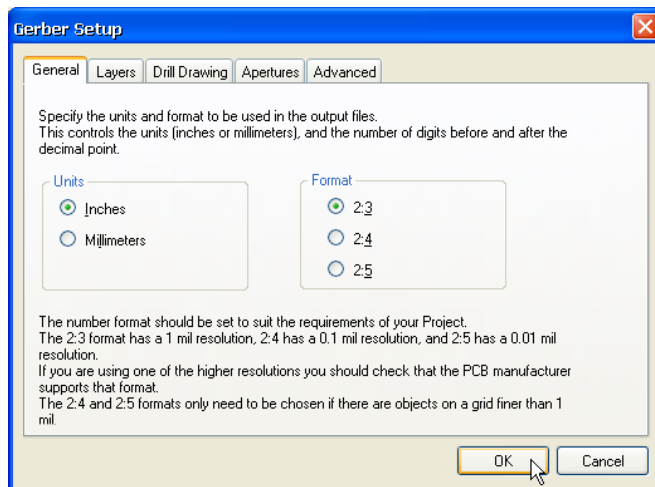 Gerber Setup
General Layers Drill Drawing Apertures Advanced
Specify the units and format to be used in the output files.
This controls the units (inches or millimeters), and the number of digits before and after the
decimal point.
Units Format
Inches 2:3
Millimeters 2:4
2:5
The number format should be set to suit the requirements of your Project.
The 2:3 format has a 1 mil resolution, 2:4 has a 0.1 mil resolution, and 2:5 has a 0.01 mil
resolution.
If you are using one of the higher resolutions you should check that the PCB manufacturer
supports that format.
The 2:4 and 2:5 formats only need to be chosen if there are objects on a grid finer than 1
mil.
OK Cancel